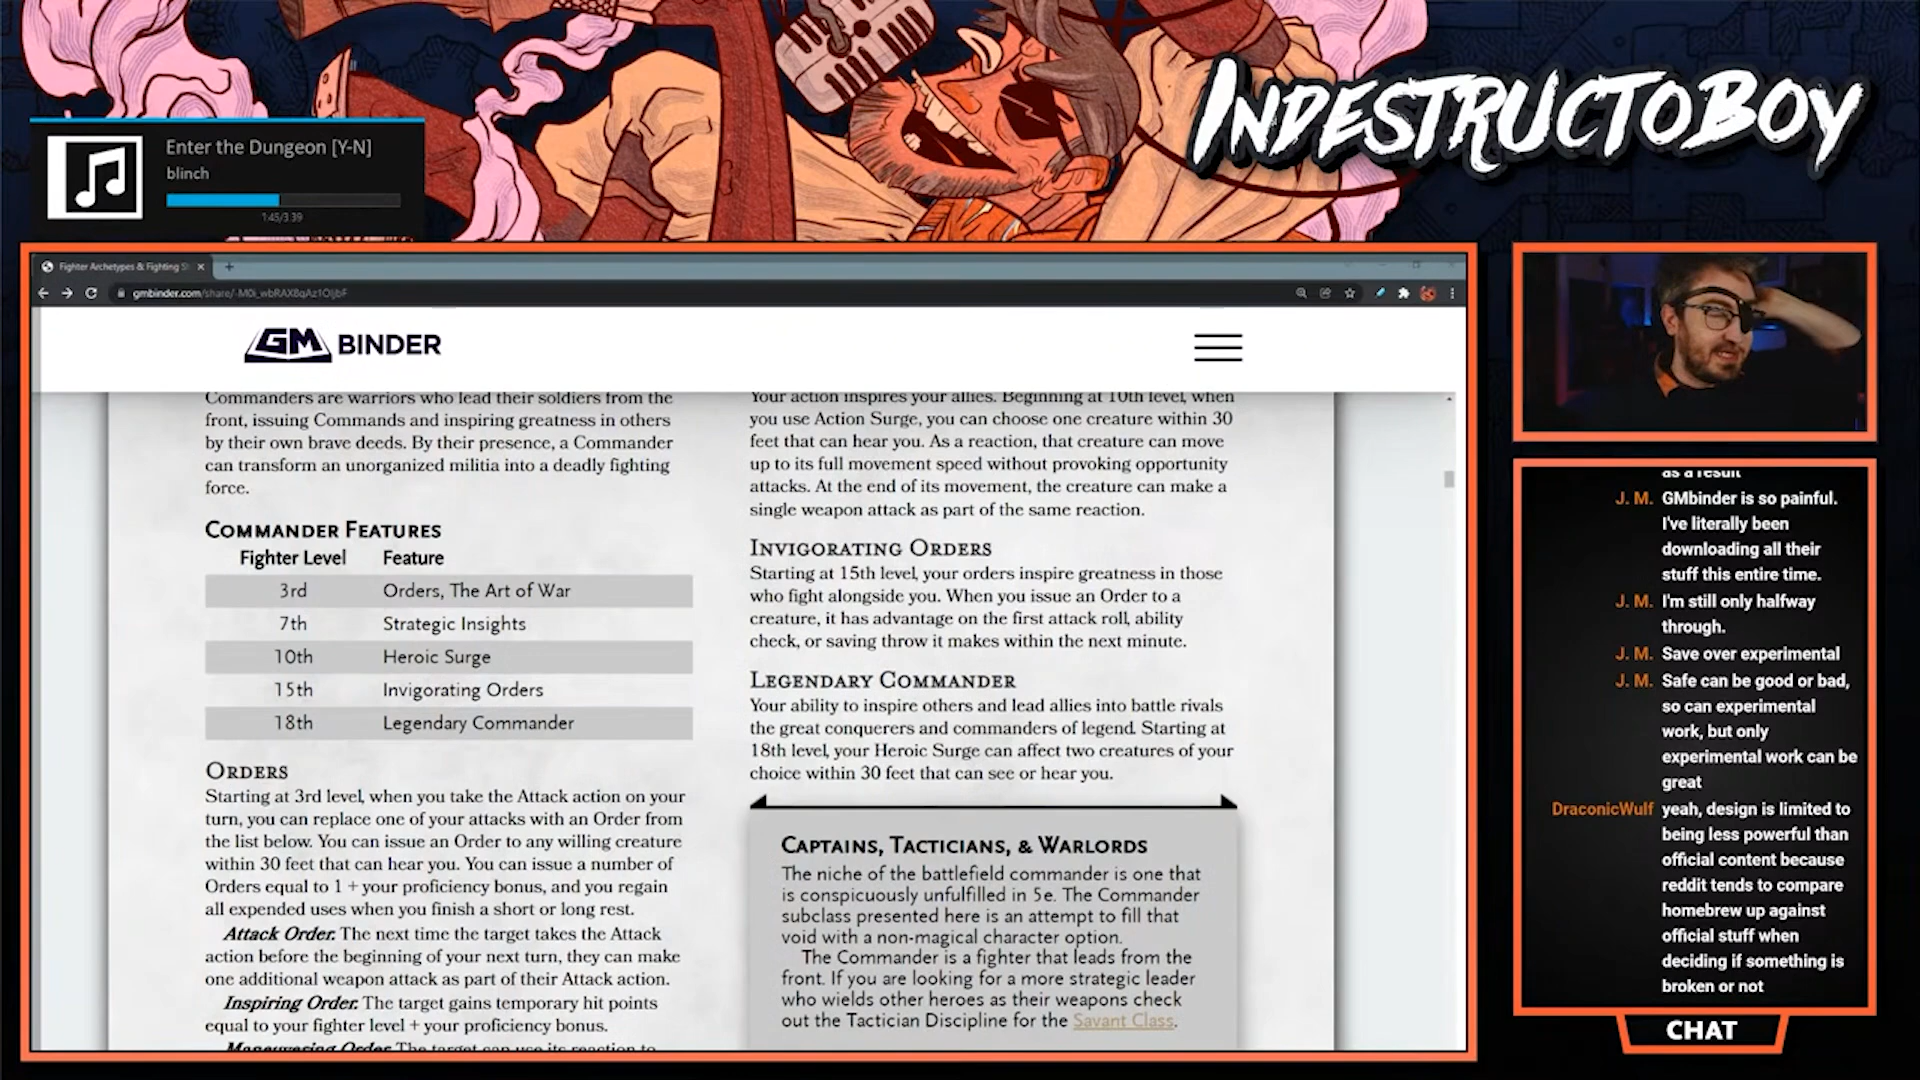 INDESTRUCTOBOY
Enter the Dungeon [Y-N]
blinch
1:45/3:39
Fighter Archetypes & Fighting S
gmbinder.com/share/
GM BINDER
Commanders are warriors who lead their soldiers from the
front, issuing Commands and inspiring greatness in others
by their own brave deeds. By their presence, a Commander
can transform an unorganized militia into a deadly fighting
force.
COMMANDER FEATURES
Fighter Level Feature
3rd Orders, The Art of War
7th Strategic Insights
10th Heroic Surge
15th Invigorating Orders
18th Legendary Commander
ORDERS
Starting at 3rd level, when you take the Attack action on your
turn, you can replace one of your attacks with an Order from
the list below. You can issue an Order to any willing creature
within 30 feet that can hear you. You can issue a number of
Orders equal to 1 + your proficiency bonus, and you regain
all expended uses when you finish a short or long rest.
Attack Order. The next time the target takes the Attack
action before the beginning of your next turn, they can make
one additional weapon attack as part of their Attack action.
Inspiring Order. The target gains temporary hit points
equal to your fighter level + your proficiency bonus.
Maneuvering Order. The target can use its reaction to
Your action inspires your allies. Beginning at 10th level, when
you use Action Surge, you can choose one creature within 30
feet that can hear you. As a reaction, that creature can move
up to its full movement speed without provoking opportunity
attacks. At the end of its movement, the creature can make a
single weapon attack as part of the same reaction.
INVIGORATING ORDERS
Starting at 15th level, your orders inspire greatness in those
who fight alongside you. When you issue an Order to a
creature, it has advantage on the first attack roll, ability
check, or saving throw it makes within the next minute.
LEGENDARY COMMANDER
Your ability to inspire others and lead allies into battle rivals
the great conquerors and commanders of legend. Starting at
18th level, your Heroic Surge can affect two creatures of your
choice within 30 feet that can see or hear you.
CAPTAINS, TACTICIANS, & WARLORDS
The niche of the battlefield commander is one that
is conspicuously unfulfilled in 5e. The Commander
subclass presented here is an attempt to fill that
void with a non-magical character option.
The Commander is a fighter that leads from the
front. If you are looking for a more strategic leader
who wields other heroes as their weapons check
out the Tactician Discipline for the Savant Class.
as a result
J. M. GMbinder is so painful.
I've literally been
downloading all their
stuff this entire time.
J. M. I'm still only halfway
through.
J. M. Save over experimental
J. M. Safe can be good or bad,
so can experimental
work, but only
experimental work can be
great
DraconicWulf yeah, design is limited to
being less powerful than
official content because
reddit tends to compare
homebrew up against
official stuff when
deciding if something is
broken or not
CHAT